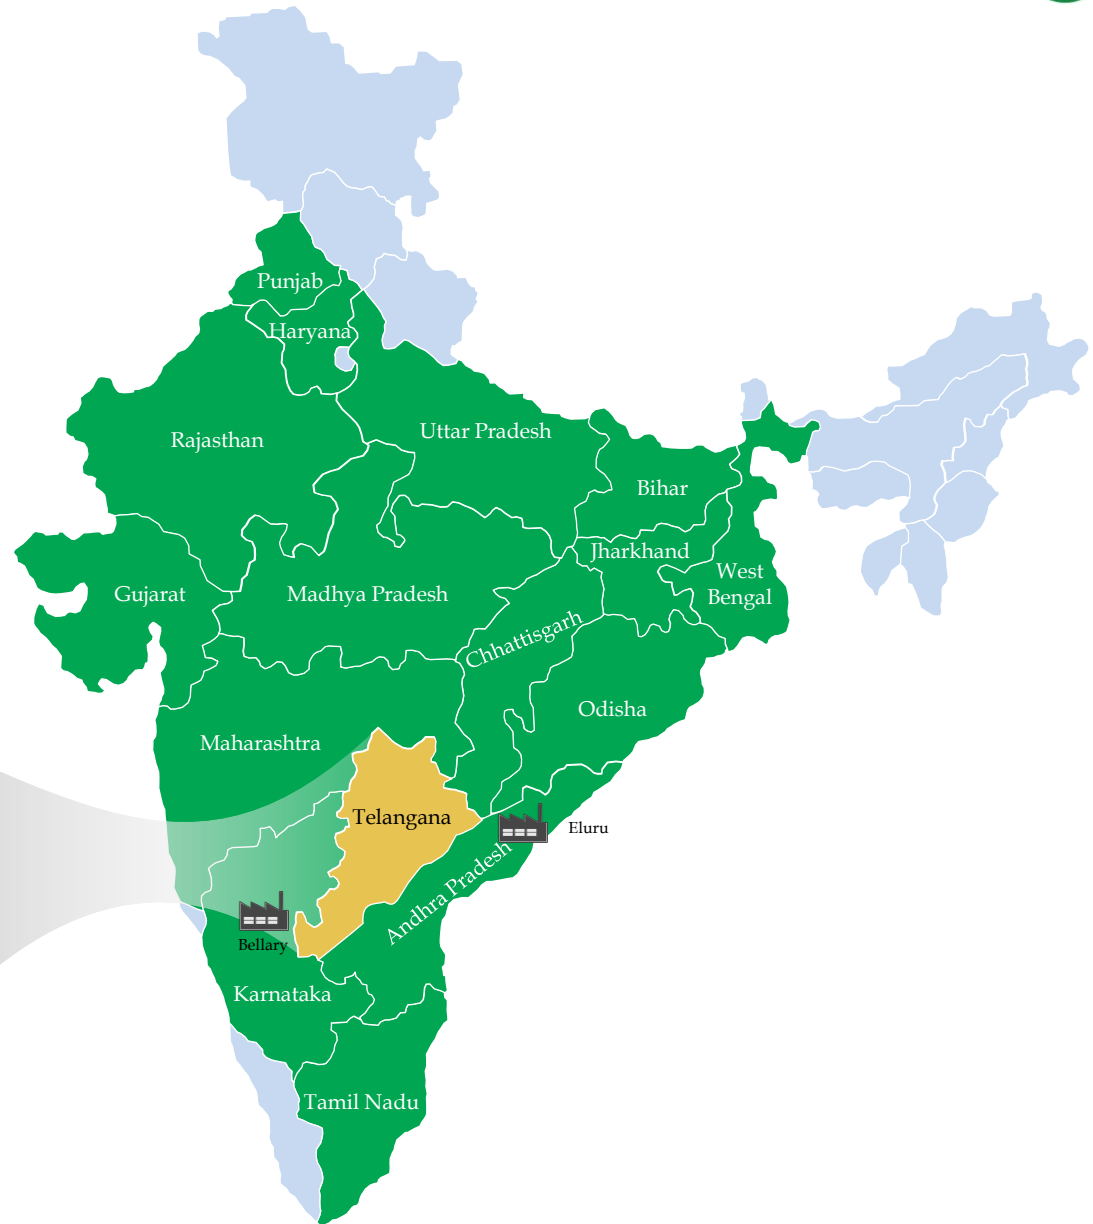 Punjab
Haryana
Rajasthan
Uttar Pradesh
Bihar
Jharkhand
West
Bengal
Gujarat
Madhya Pradesh
Chhattisgarh
Odisha
Maharashtra
Telangana
Eluru
Andhra Pradesh
Bellary
Karnataka
Tamil Nadu